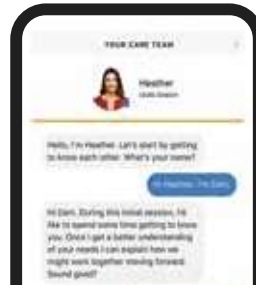 YOUR CARE TEAM
Heather
Hello, I'm Heather. Let's start by getting
to know each other. What's your name?
Hi Heather, I'm Dani.
Hi Dani. During this initial session, I'd
like to spend some time getting to know
you. Once I get a better understanding
of your needs I can explain how we
might work together moving forward.
Sound good?